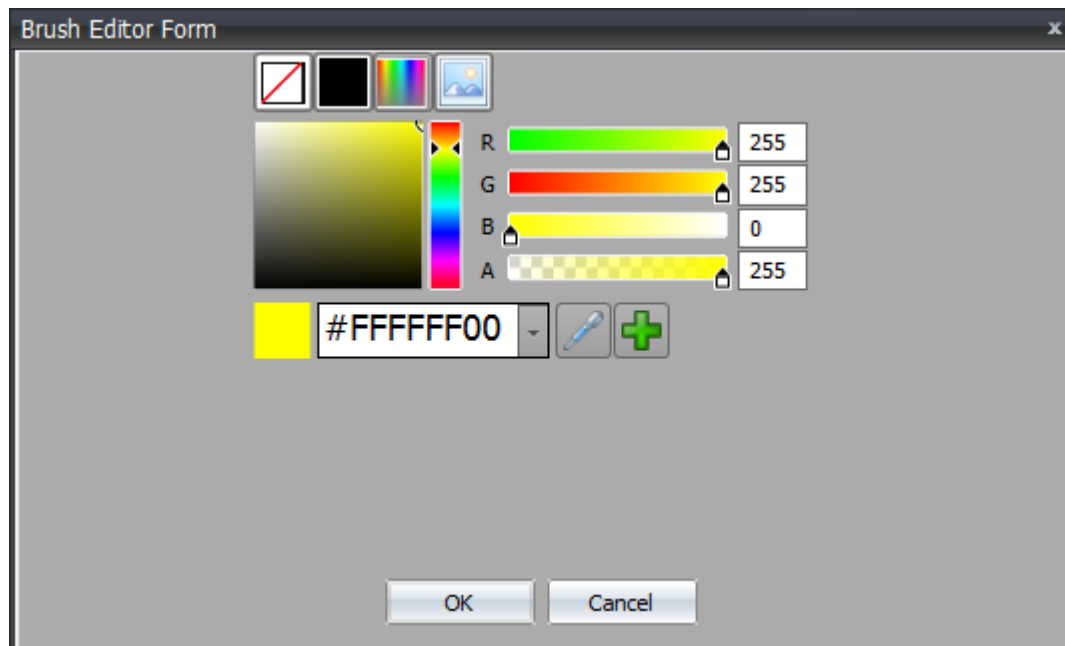 Brush Editor Form x
R 255
G 255
B 0
A 255
#FFFFFF00
OK Cancel